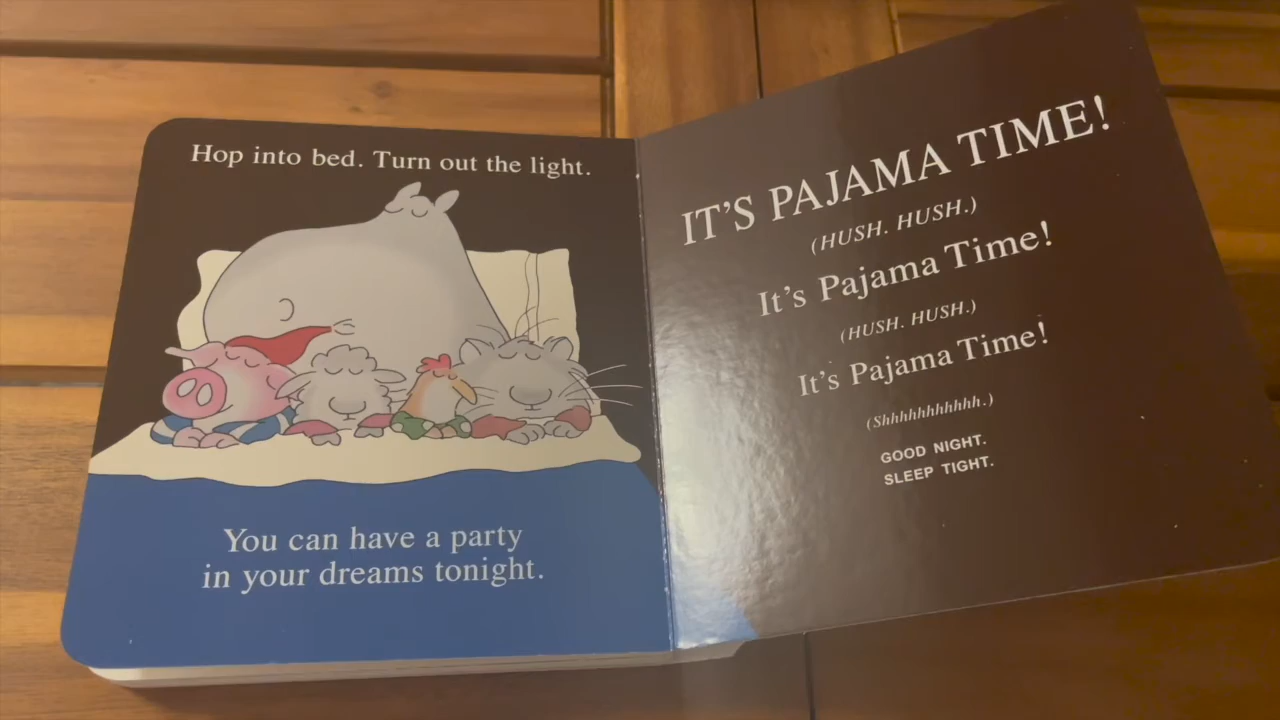 Hop into bed. Turn out the light.
You can have a party
in your dreams tonight.
IT'S PAJAMA TIME!
(HUSH. HUSH.)
It's Pajama Time!
(HUSH. HUSH.)
It's Pajama Time!
(Shhhhhhhhhhh.)
GOOD NIGHT.
SLEEP TIGHT.